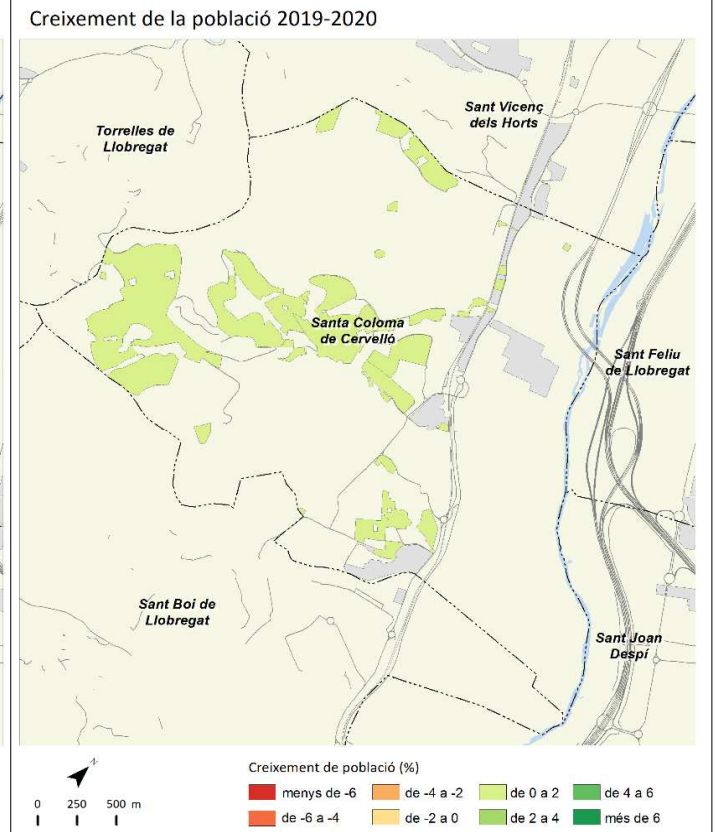 Creixement de la població 2019-2020
Sant Vicenç
dels Horts
Torrelles de
Llobregat
Santa Coloma
de Cervelló
Sant Feliu
de Llobregat
Sant Boi de
Llobregat
Sant Joan
Despí
N
0 250 500 m
Creixement de població (%)
menys de -6
de -4 a -2
de 0 a 2
de 4 a 6
de -6 a -4
de -2 a 0
de 2 a 4
més de 6